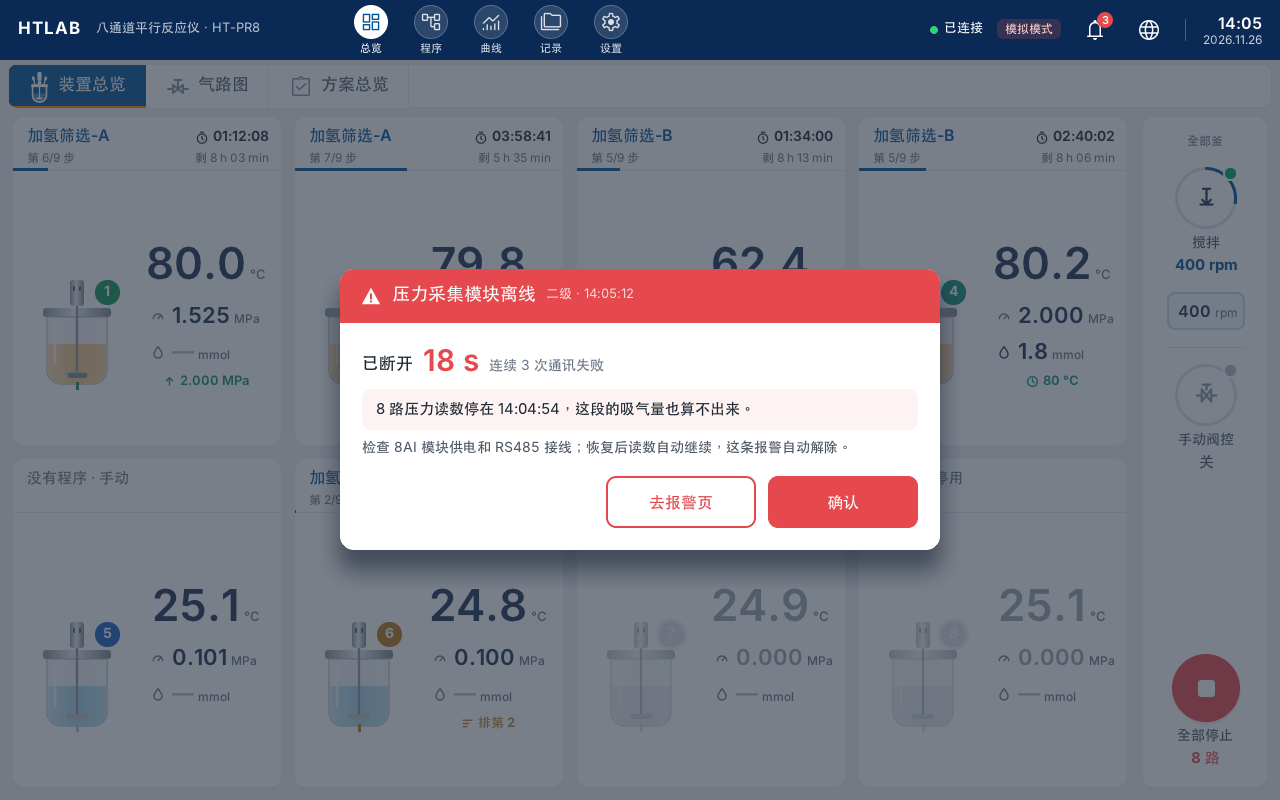 HTLAB
八通道平行反应仪 · HT-PR8
总览
程序
曲线
记录
设置
已连接
模拟模式
3
14:05
2026.11.26
装置总览
气路图
方案总览
加氢筛选-A
01:12:08
第 6/9 步
剩 8 h 03 min
80.0 °C
1
1.525 MPa
— mmol
2.000 MPa
加氢筛选-A
03:58:41
第 7/9 步
剩 5 h 35 min
79.8
加氢筛选-B
01:34:00
第 5/9 步
剩 8 h 13 min
62.4
加氢筛选-B
02:40:02
第 5/9 步
剩 8 h 06 min
80.2 °C
4
2.000 MPa
1.8 mmol
80 °C
全部釜
搅拌
400 rpm
400 rpm
手动阀控
关
压力采集模块离线
二级 · 14:05:12
已断开 18 s 连续 3 次通讯失败
8 路压力读数停在 14:04:54，这段的吸气量也算不出来。
检查 8AI 模块供电和 RS485 接线；恢复后读数自动继续，这条报警自动解除。
去报警页
确认
没有程序 · 手动
25.1 °C
5
0.101 MPa
— mmol
加氢
第 2/9
24.8 °C
6
0.100 MPa
— mmol
排第 2
24.9 °C
7
0.000 MPa
— mmol
停用
25.1 °C
8
0.000 MPa
— mmol
全部停止
8 路